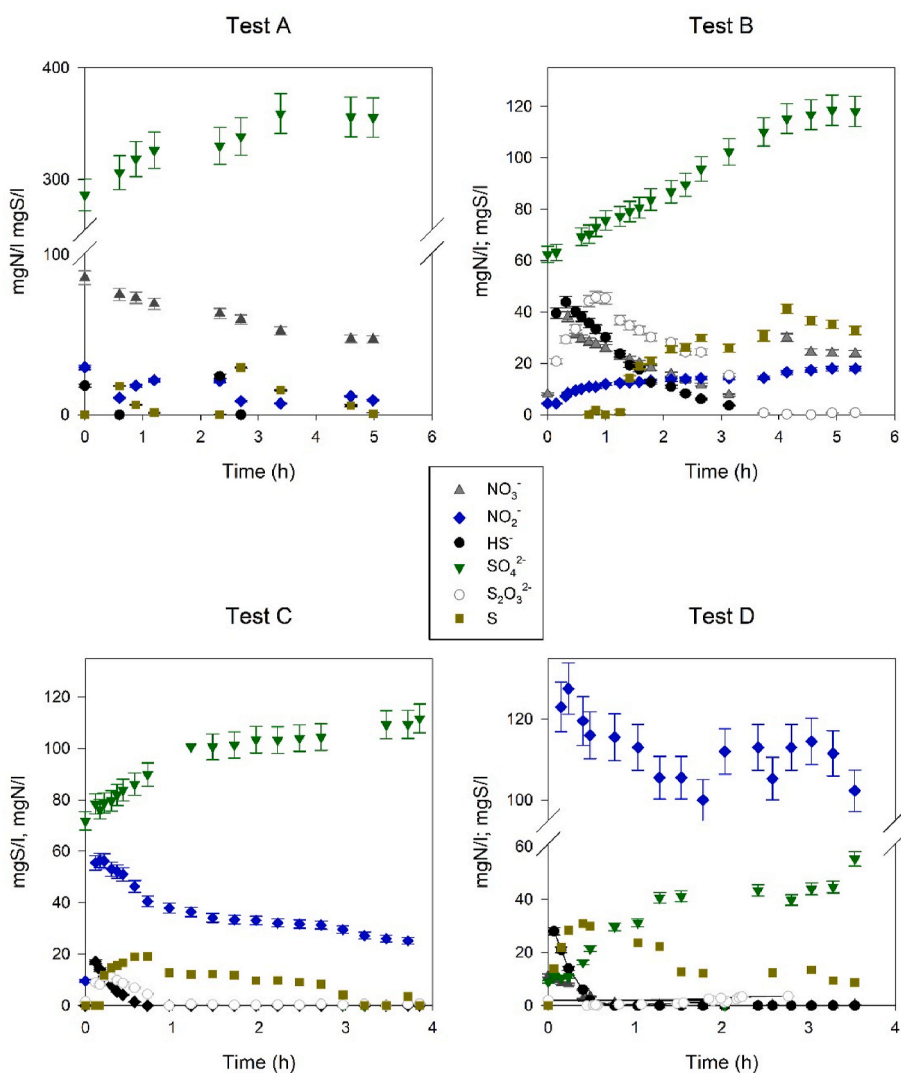 Test A
400
300
100
0
mgN/l mgS/l
0 1 2 3 4 5 6
Time (h)
Test B
120
100
80
60
40
20
0
mgN/l; mgS/l
0 1 2 3 4 5 6
Time (h)
NO₃⁻
NO₂⁻
HS⁻
SO₄²⁻
S₂O₃²⁻
S
Test C
120
100
80
60
40
20
0
mgS/l, mgN/l
0 1 2 3 4
Time (h)
Test D
120
100
60
40
20
0
mgN/l; mgS/l
0 1 2 3 4
Time (h)